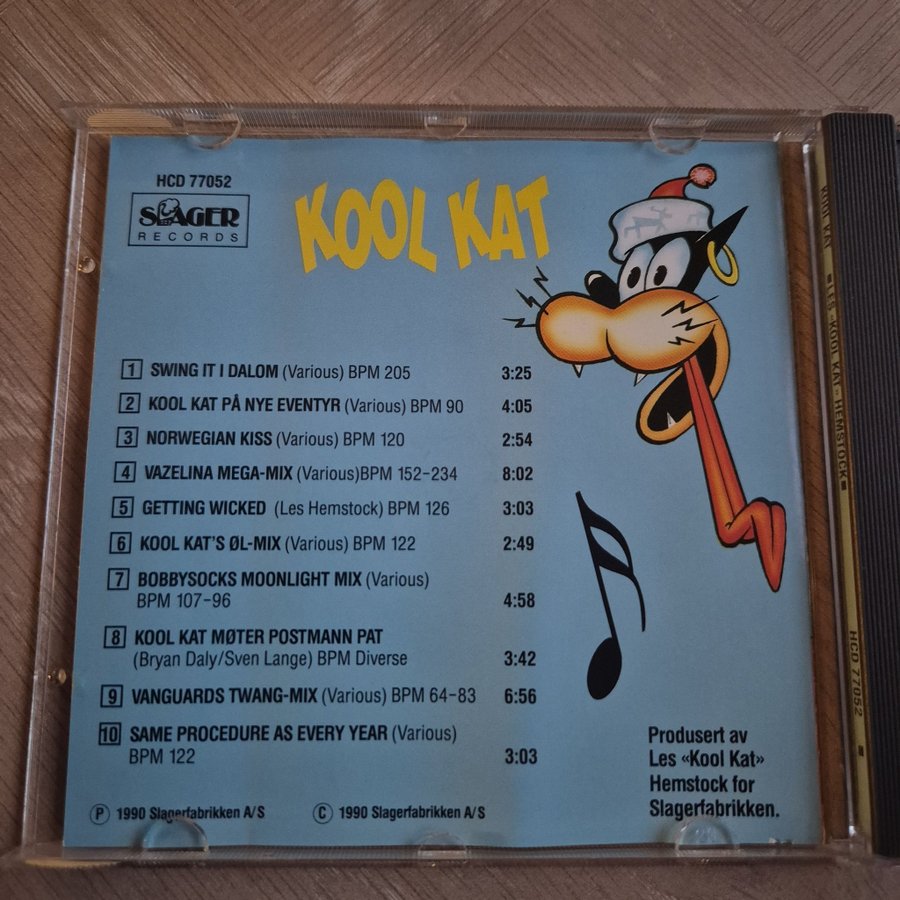 HCD 77052
SLAGER
RECORDS
KOOL KAT
1 SWING IT I DALOM (Various) BPM 205 3:25
2 KOOL KAT PÅ NYE EVENTYR (Various) BPM 90 4:05
3 NORWEGIAN KISS (Various) BPM 120 2:54
4 VAZELINA MEGA-MIX (Various)BPM 152–234 8:02
5 GETTING WICKED (Les Hemstock) BPM 126 3:03
6 KOOL KAT'S ØL-MIX (Various) BPM 122 2:49
7 BOBBYSOCKS MOONLIGHT MIX (Various)
BPM 107–96 4:58
8 KOOL KAT MØTER POSTMANN PAT
(Bryan Daly/Sven Lange) BPM Diverse 3:42
9 VANGUARDS TWANG-MIX (Various) BPM 64–83 6:56
10 SAME PROCEDURE AS EVERY YEAR (Various)
BPM 122 3:03
Produsert av
Les «Kool Kat»
Hemstock for
Slagerfabrikken.
Ⓟ 1990 Slagerfabrikken A/S © 1990 Slagerfabrikken A/S
KOOL KAT ■ LES «KOOL KAT» HEMSTOCK ■ HCD 77052 ■